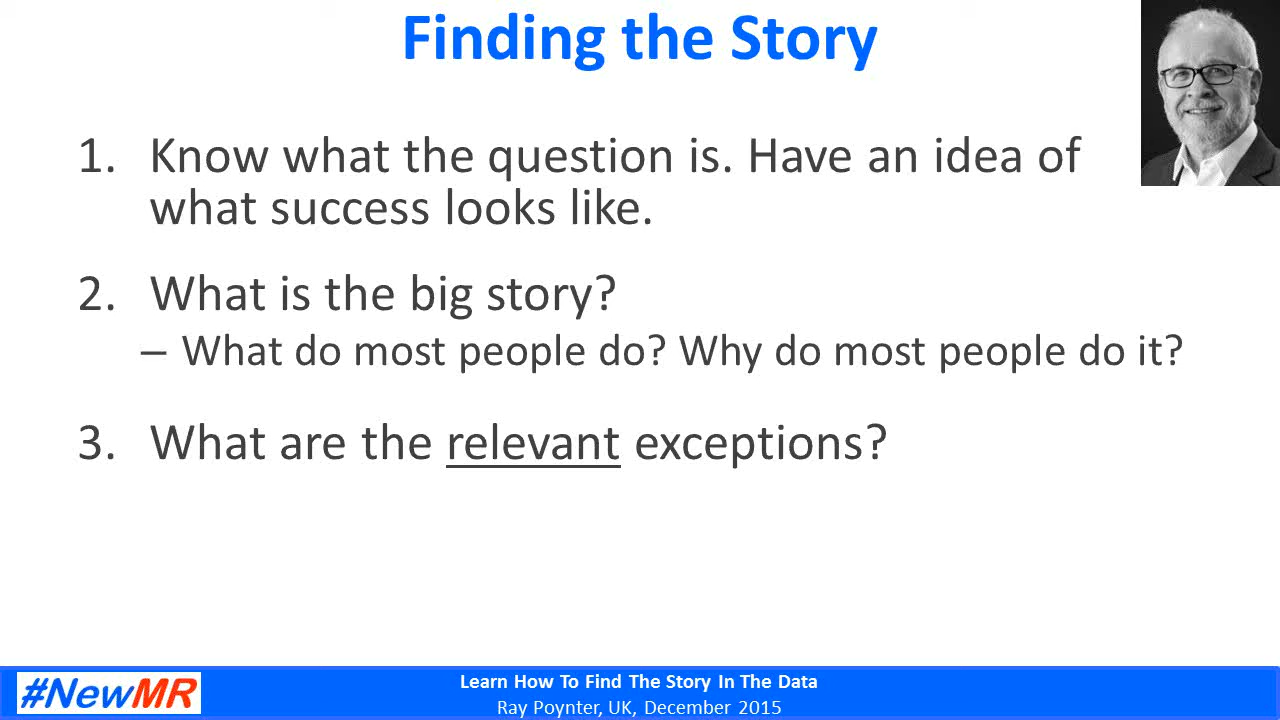 Finding the Story
1. Know what the question is. Have an idea of
what success looks like.
2. What is the big story?
– What do most people do? Why do most people do it?
3. What are the relevant exceptions?
#NewMR
Learn How To Find The Story In The Data
Ray Poynter, UK, December 2015